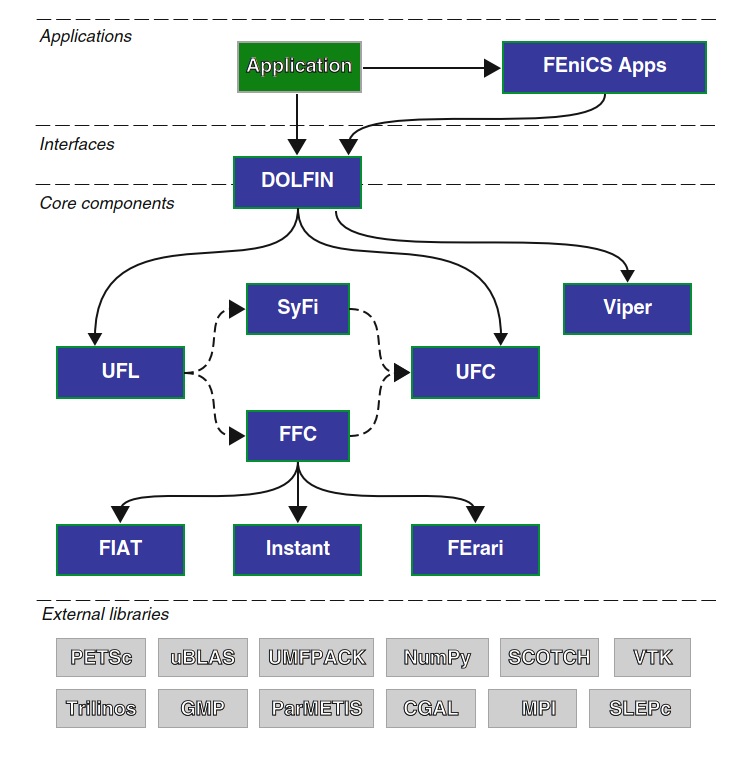 Applications
Application
FEniCS Apps
Interfaces
DOLFIN
Core components
SyFi
Viper
UFL
UFC
FFC
FIAT
Instant
FErari
External libraries
PETSc
uBLAS
UMFPACK
NumPy
SCOTCH
VTK
Trilinos
GMP
ParMETIS
CGAL
MPI
SLEPc